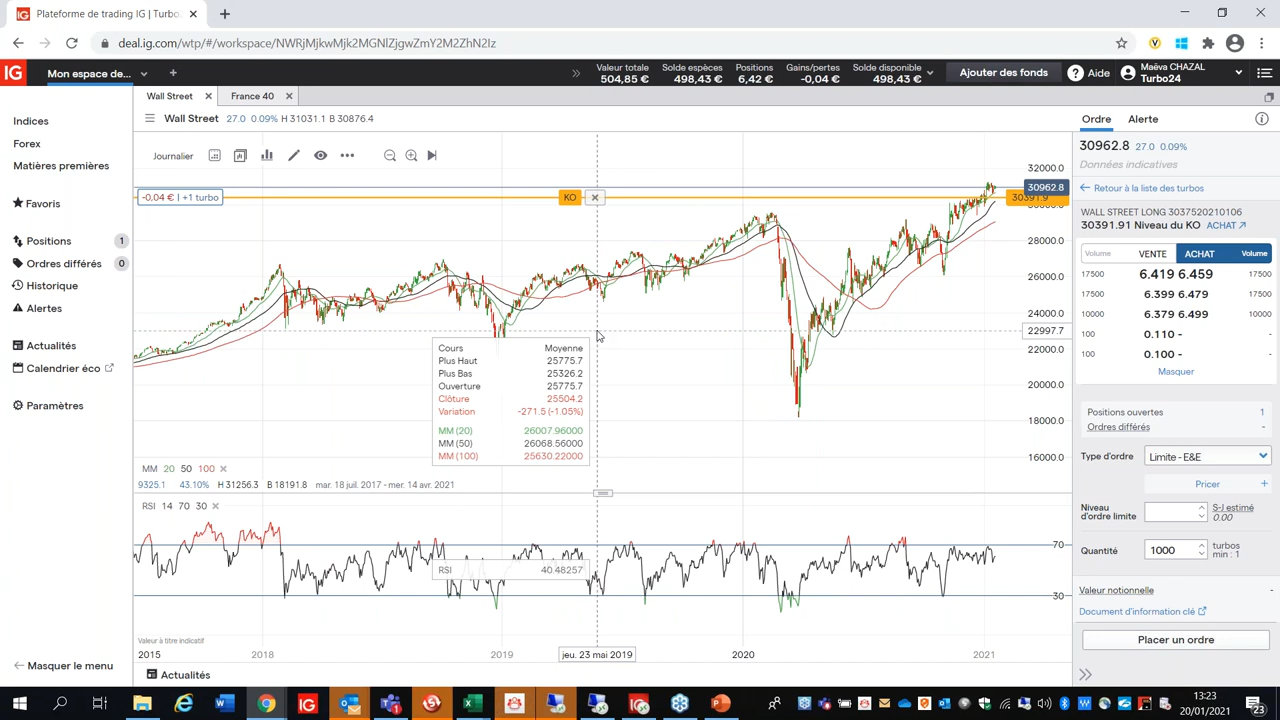 Plateforme de trading IG | Turbo
deal.ig.com/wtp/#/workspace/NWRjMjkwMjk2MGNlZjgwZmY2M2ZhN2Iz
IG
Mon espace de...
Valeur totale
504,85 €
Solde espèces
498,43 €
Positions
6,42 €
Gains/pertes
-0,04 €
Solde disponible
498,43 €
Ajouter des fonds
Aide
Maëva CHAZAL
Turbo24
Indices
Forex
Matières premières
Favoris
Positions 1
Ordres différés 0
Historique
Alertes
Actualités
Calendrier éco
Paramètres
Masquer le menu
Wall Street
France 40
Wall Street 27.0 0.09% H 31031.1 B 30876.4
Journalier
-0,04 € | +1 turbo
KO
32000.0
30962.8
30391.9
28000.0
26000.0
24000.0
22997.7
22000.0
20000.0
18000.0
16000.0
Cours Moyenne
Plus Haut 25775.7
Plus Bas 25326.2
Ouverture 25775.7
Clôture 25504.2
Variation -271.5 (-1.05%)
MM (20) 26007.96000
MM (50) 26068.56000
MM (100) 25630.22000
MM 20 50 100
9325.1 43.10% H 31256.3 B 18191.8 mar. 18 juil. 2017 - mer. 14 avr. 2021
RSI 14 70 30
70
RSI 40.48257
30
Valeur à titre indicatif
2015 2018 2019 jeu. 23 mai 2019 2020 2021
Actualités
Ordre
Alerte
30962.8 27.0 0.09%
Données indicatives
Retour à la liste des turbos
WALL STREET LONG 3037520210106
30391.91 Niveau du KO ACHAT
Volume VENTE ACHAT Volume
17500 6.419 6.459 17500
17500 6.399 6.479 17500
10000 6.379 6.499 10000
100 0.110 -
100 0.100 -
Masquer
Positions ouvertes 1
Ordres différés -
Type d'ordre Limite - E&E
Pricer +
Niveau d'ordre limite
S-J estimé
0.00
Quantité 1000 turbos
min : 1
Valeur notionnelle -
Document d'information clé
Placer un ordre
13:23
20/01/2021
23